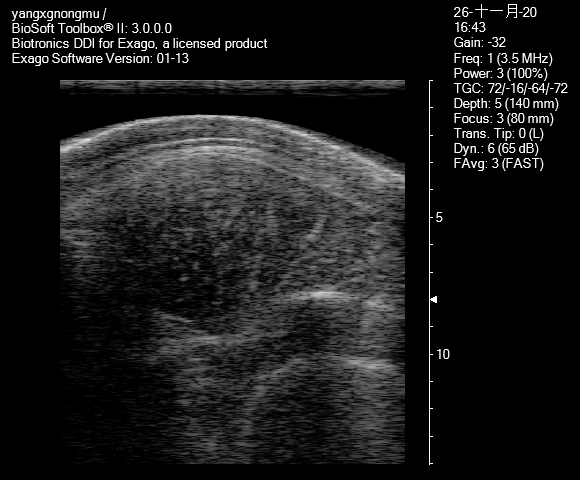 yangxgnongmu /
BioSoft Toolbox® II: 3.0.0.0
Biotronics DDI for Exago, a licensed product
Exago Software Version: 01-13
26-十一月-20
16:43
Gain: -32
Freq: 1 (3.5 MHz)
Power: 3 (100%)
TGC: 72/-16/-64/-72
Depth: 5 (140 mm)
Focus: 3 (80 mm)
Trans. Tip: 0 (L)
Dyn.: 6 (65 dB)
FAvg: 3 (FAST)
5
10